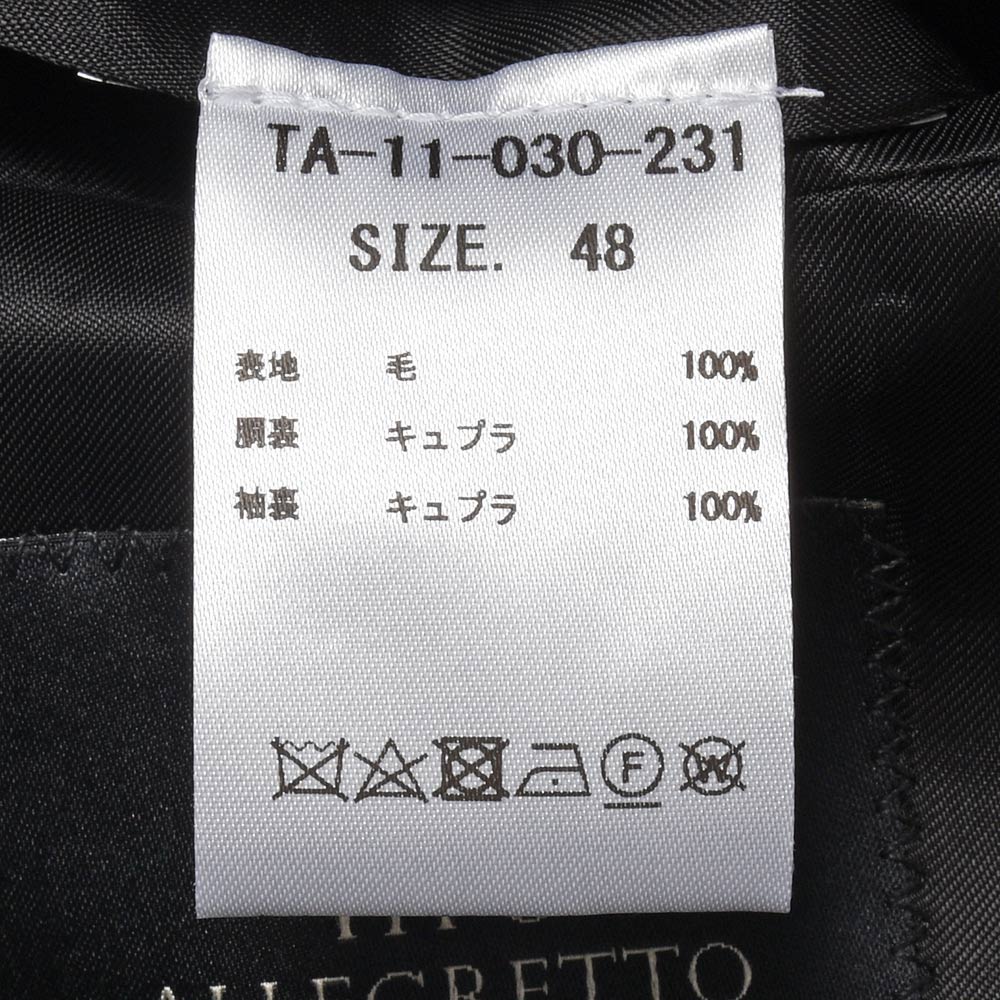 TA-11-030-231
SIZE. 48
表地 毛 100%
胴裏 キュプラ 100%
袖裏 キュプラ 100%
F
W
ALLEGRETTO